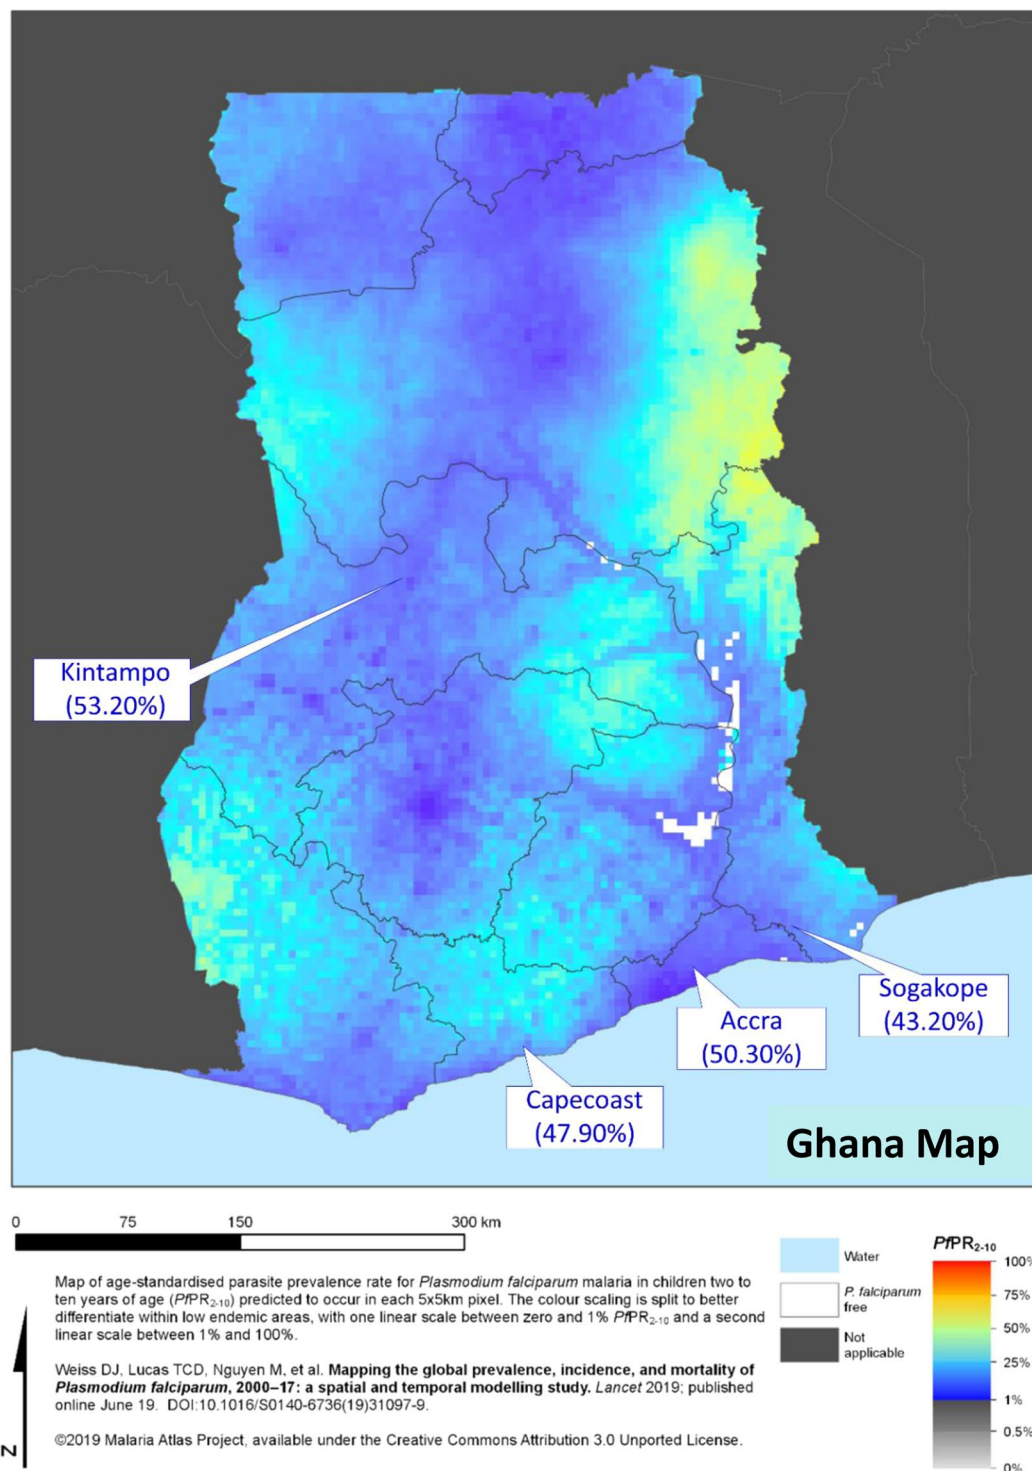 Kintampo
(53.20%)
Sogakope
(43.20%)
Accra
(50.30%)
Capecoast
(47.90%)
Ghana Map
0 75 150 300 km
Water
P. falciparum
free
Not
applicable
PfPR2-10
100%
75%
50%
25%
1%
0.5%
0%
Map of age-standardised parasite prevalence rate for Plasmodium falciparum malaria in children two to
ten years of age (PfPR2-10) predicted to occur in each 5x5km pixel. The colour scaling is split to better
differentiate within low endemic areas, with one linear scale between zero and 1% PfPR2-10 and a second
linear scale between 1% and 100%.
Weiss DJ, Lucas TCD, Nguyen M, et al. Mapping the global prevalence, incidence, and mortality of
Plasmodium falciparum, 2000–17: a spatial and temporal modelling study. Lancet 2019; published
online June 19. DOI:10.1016/S0140-6736(19)31097-9.
©2019 Malaria Atlas Project, available under the Creative Commons Attribution 3.0 Unported License.
N